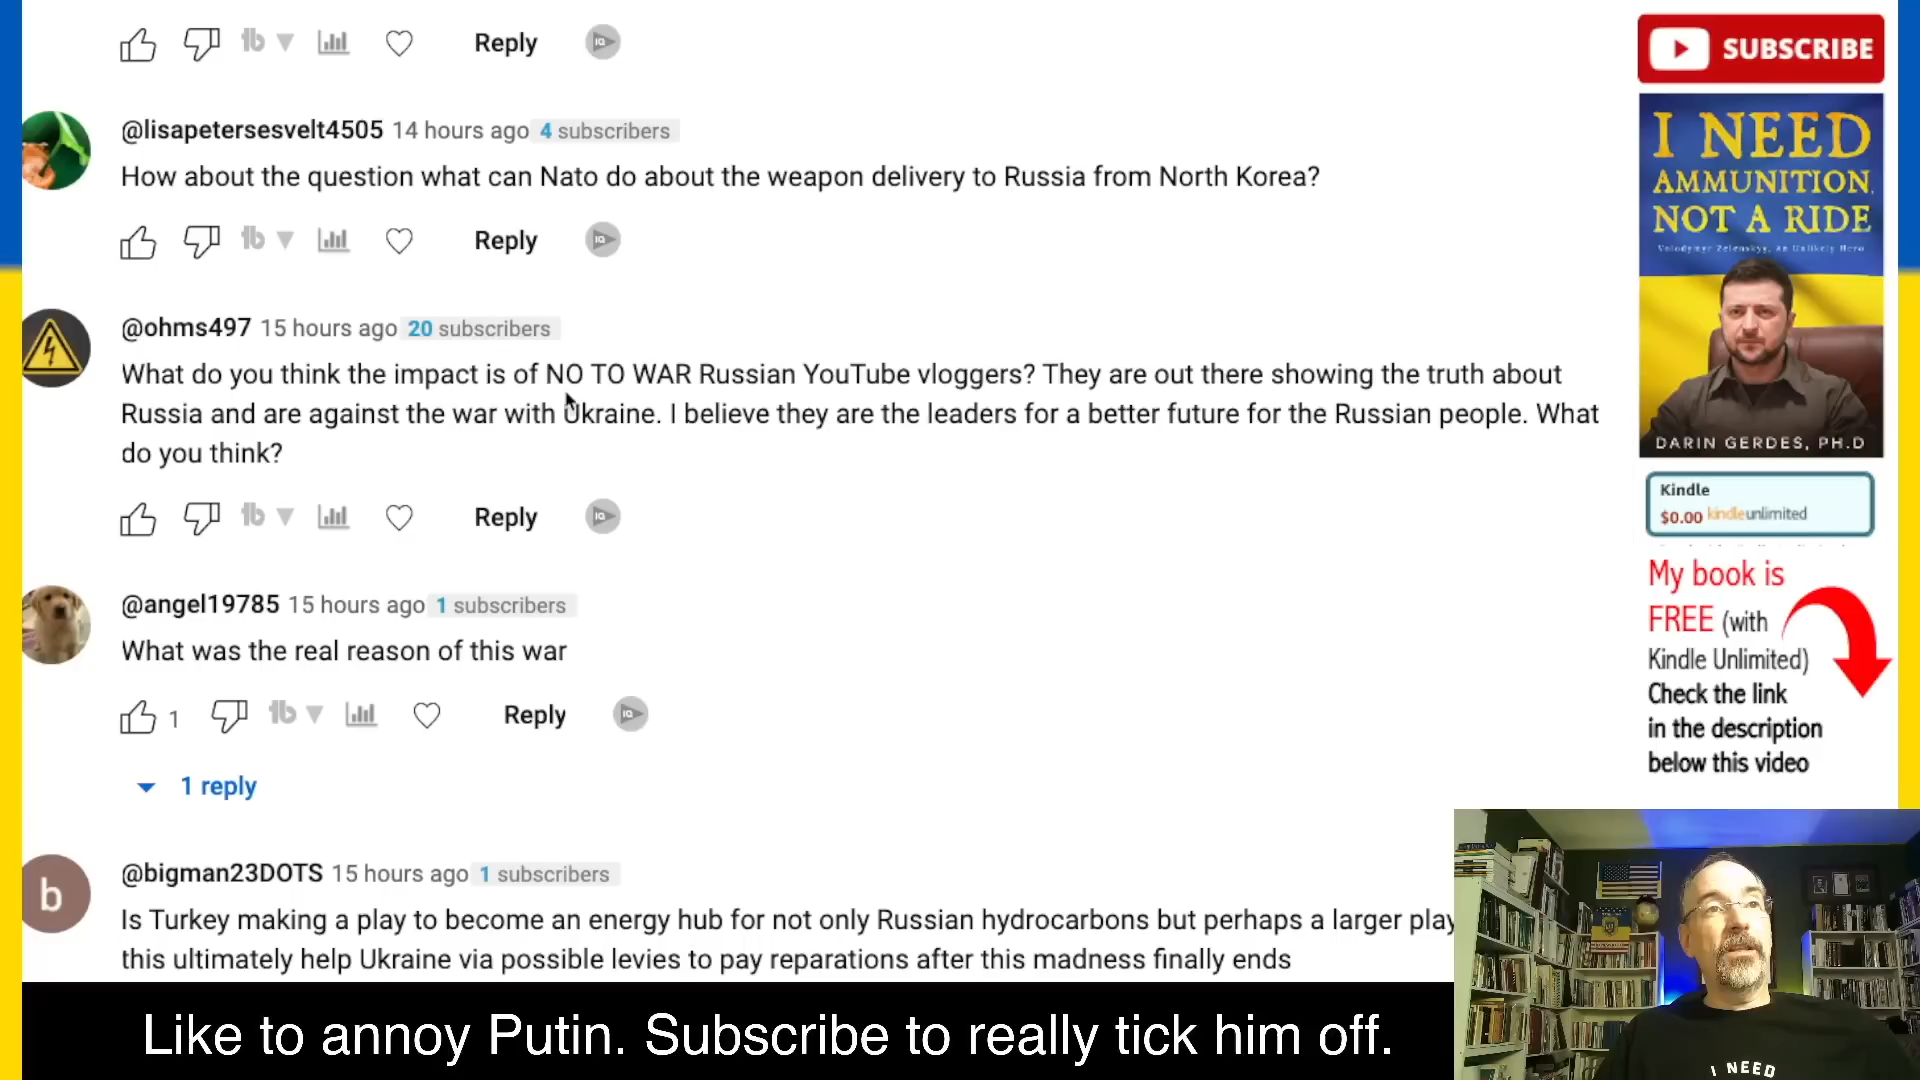 Reply
@lisapetersesvelt4505 14 hours ago 4 subscribers
How about the question what can Nato do about the weapon delivery to Russia from North Korea?
Reply
@ohms497 15 hours ago 20 subscribers
What do you think the impact is of NO TO WAR Russian YouTube vloggers? They are out there showing the truth about
Russia and are against the war with Ukraine. I believe they are the leaders for a better future for the Russian people. What
do you think?
Reply
@angel19785 15 hours ago 1 subscribers
What was the real reason of this war
1 Reply
1 reply
b
@bigman23DOTS 15 hours ago 1 subscribers
Is Turkey making a play to become an energy hub for not only Russian hydrocarbons but perhaps a larger play
this ultimately help Ukraine via possible levies to pay reparations after this madness finally ends
Like to annoy Putin. Subscribe to really tick him off.
SUBSCRIBE
I NEED
AMMUNITION,
NOT A RIDE
Volodymyr Zelenskyy, An Unlikely Hero
DARIN GERDES, PH.D
Kindle
$0.00 kindleunlimited
My book is
FREE (with
Kindle Unlimited)
Check the link
in the description
below this video
I NEED